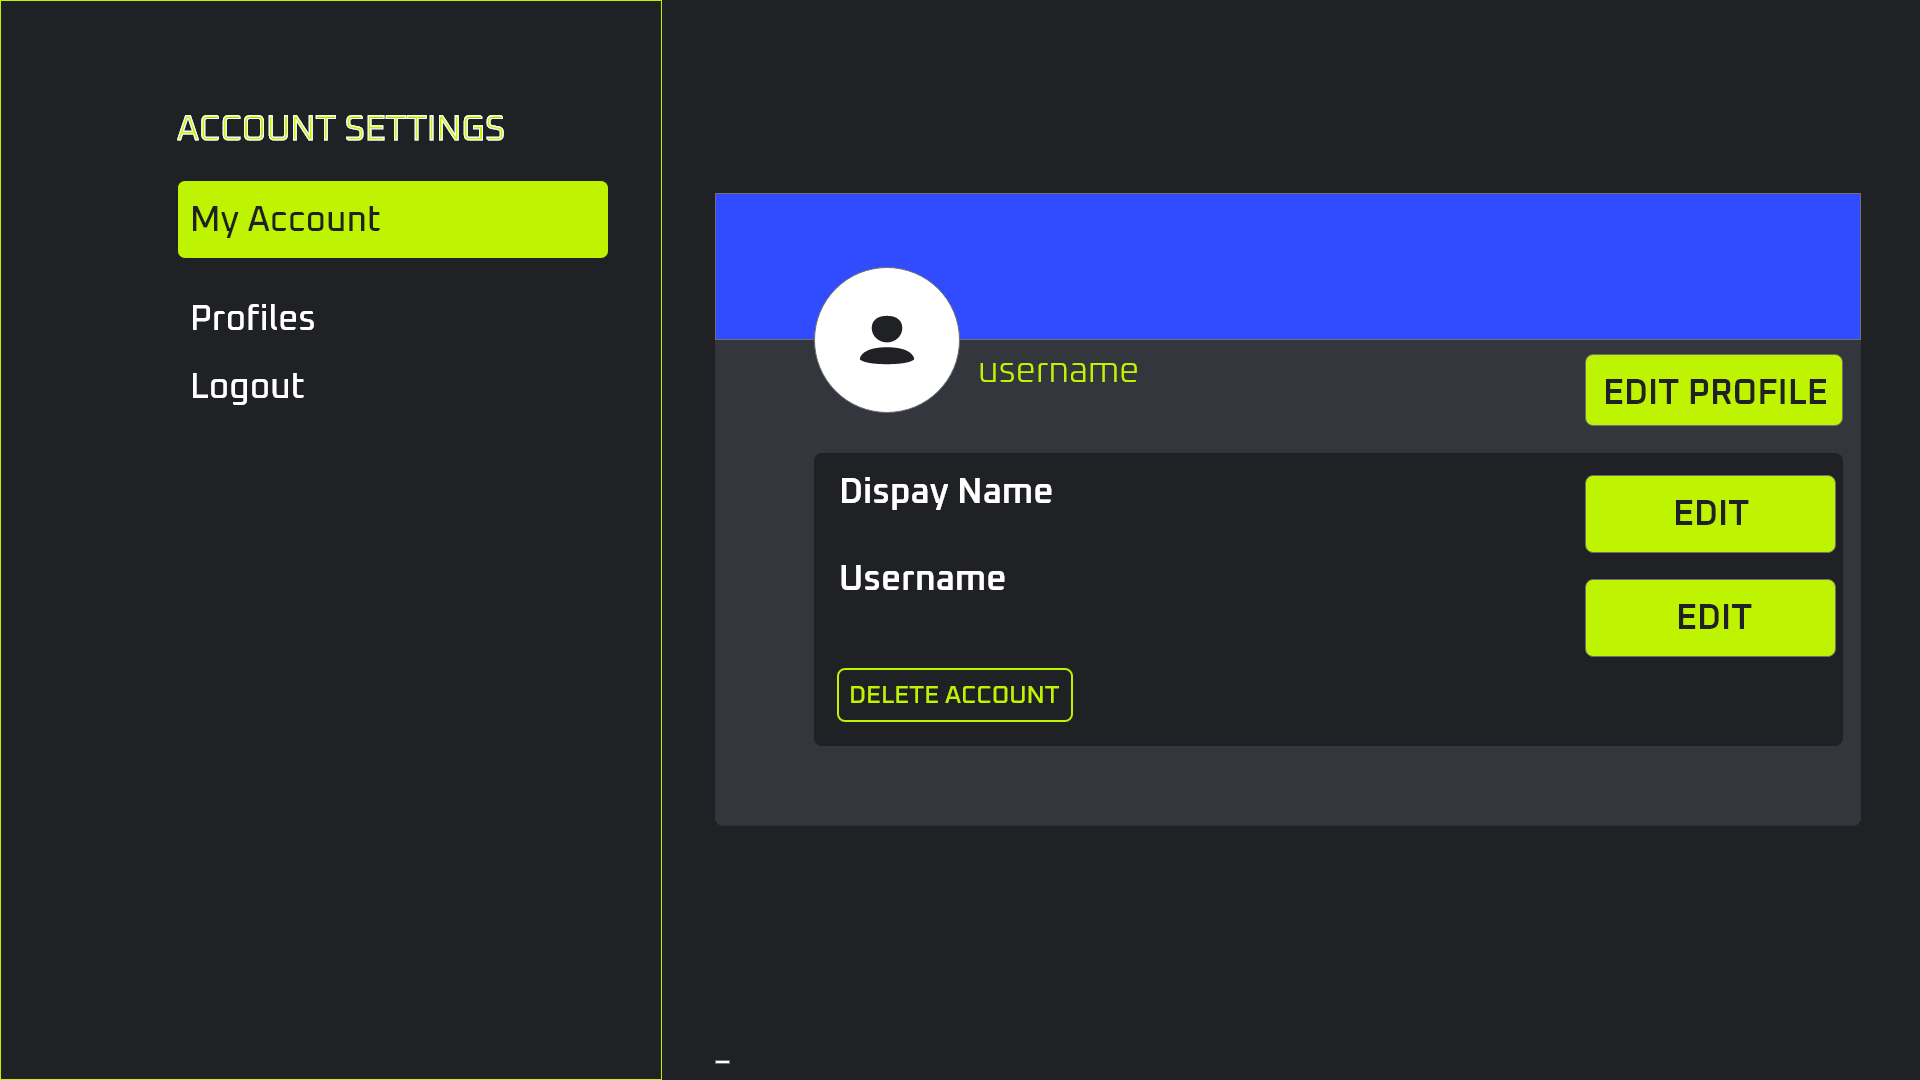 ACCOUNT SETTINGS
My Account
Profiles
Logout
username
EDIT PROFILE
Dispay Name
EDIT
Username
EDIT
DELETE ACCOUNT